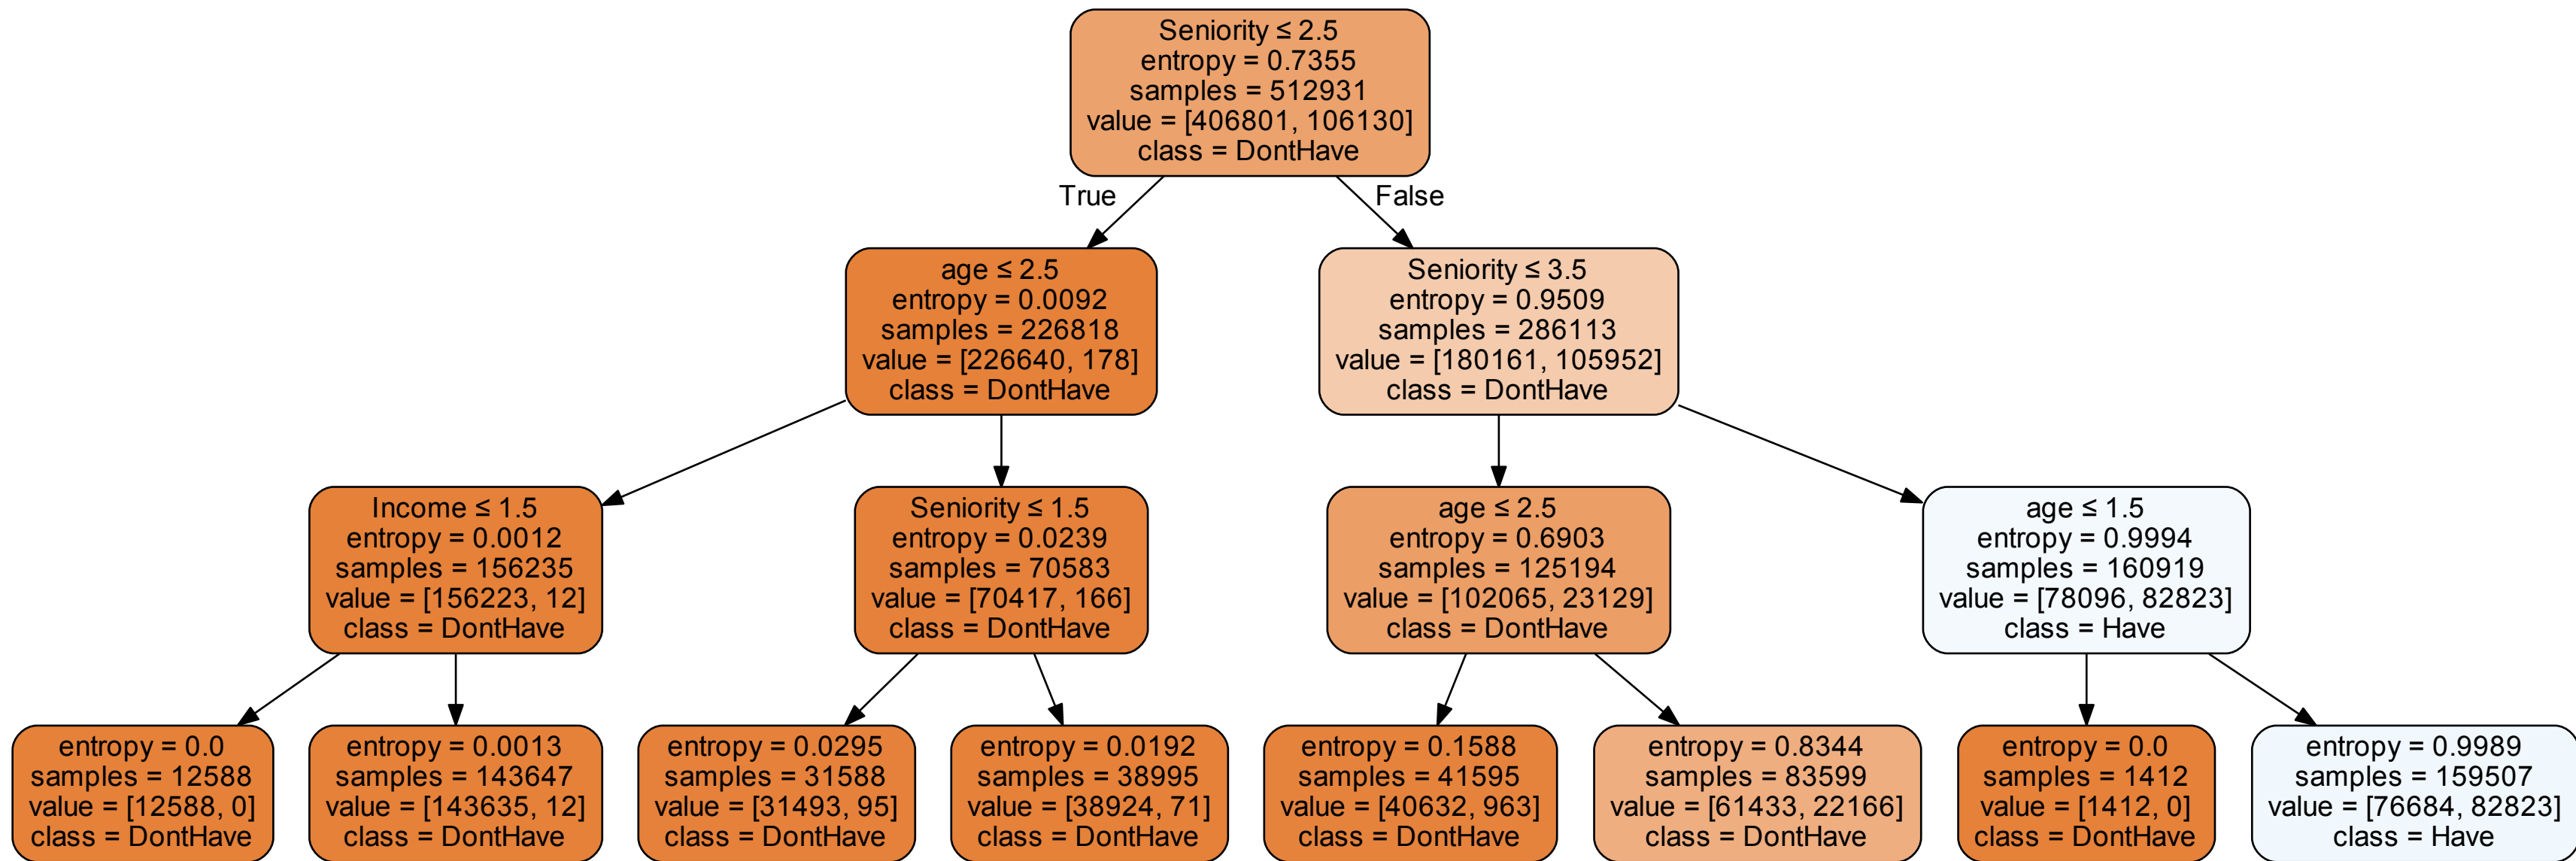 Seniority ≤ 2.5
entropy = 0.7355
samples = 512931
value = [406801, 106130]
class = DontHave
True
False
age ≤ 2.5
entropy = 0.0092
samples = 226818
value = [226640, 178]
class = DontHave
Seniority ≤ 3.5
entropy = 0.9509
samples = 286113
value = [180161, 105952]
class = DontHave
Income ≤ 1.5
entropy = 0.0012
samples = 156235
value = [156223, 12]
class = DontHave
Seniority ≤ 1.5
entropy = 0.0239
samples = 70583
value = [70417, 166]
class = DontHave
age ≤ 2.5
entropy = 0.6903
samples = 125194
value = [102065, 23129]
class = DontHave
age ≤ 1.5
entropy = 0.9994
samples = 160919
value = [78096, 82823]
class = Have
entropy = 0.0
samples = 12588
value = [12588, 0]
class = DontHave
entropy = 0.0013
samples = 143647
value = [143635, 12]
class = DontHave
entropy = 0.0295
samples = 31588
value = [31493, 95]
class = DontHave
entropy = 0.0192
samples = 38995
value = [38924, 71]
class = DontHave
entropy = 0.1588
samples = 41595
value = [40632, 963]
class = DontHave
entropy = 0.8344
samples = 83599
value = [61433, 22166]
class = DontHave
entropy = 0.0
samples = 1412
value = [1412, 0]
class = DontHave
entropy = 0.9989
samples = 159507
value = [76684, 82823]
class = Have